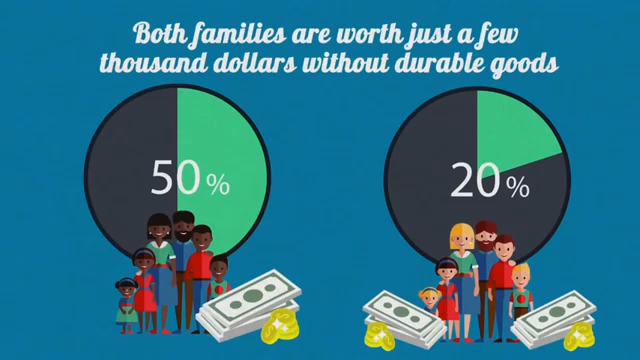 Both families are worth just a few
thousand dollars without durable goods
50%
20%